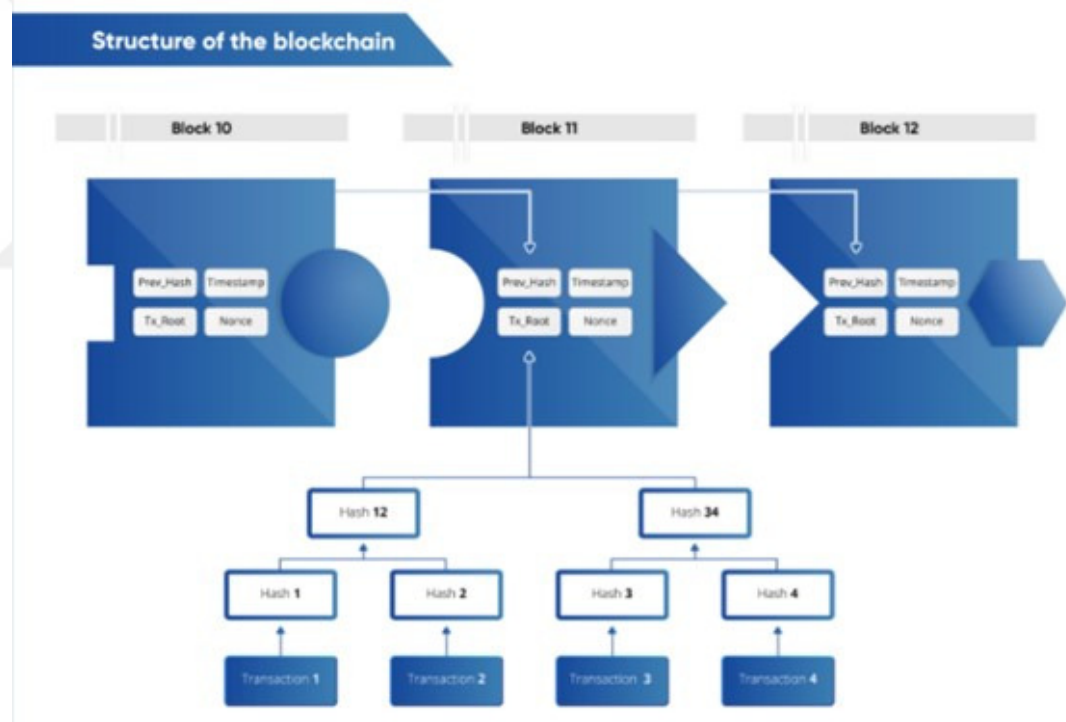 Structure of the blockchain
Block 10
Block 11
Block 12
Prev_Hash Timestamp
Tx_Root Nonce
Prev_Hash Timestamp
Tx_Root Nonce
Prev_Hash Timestamp
Tx_Root Nonce
Hash 12
Hash 34
Hash 1
Hash 2
Hash 3
Hash 4
Transaction 1
Transaction 2
Transaction 3
Transaction 4